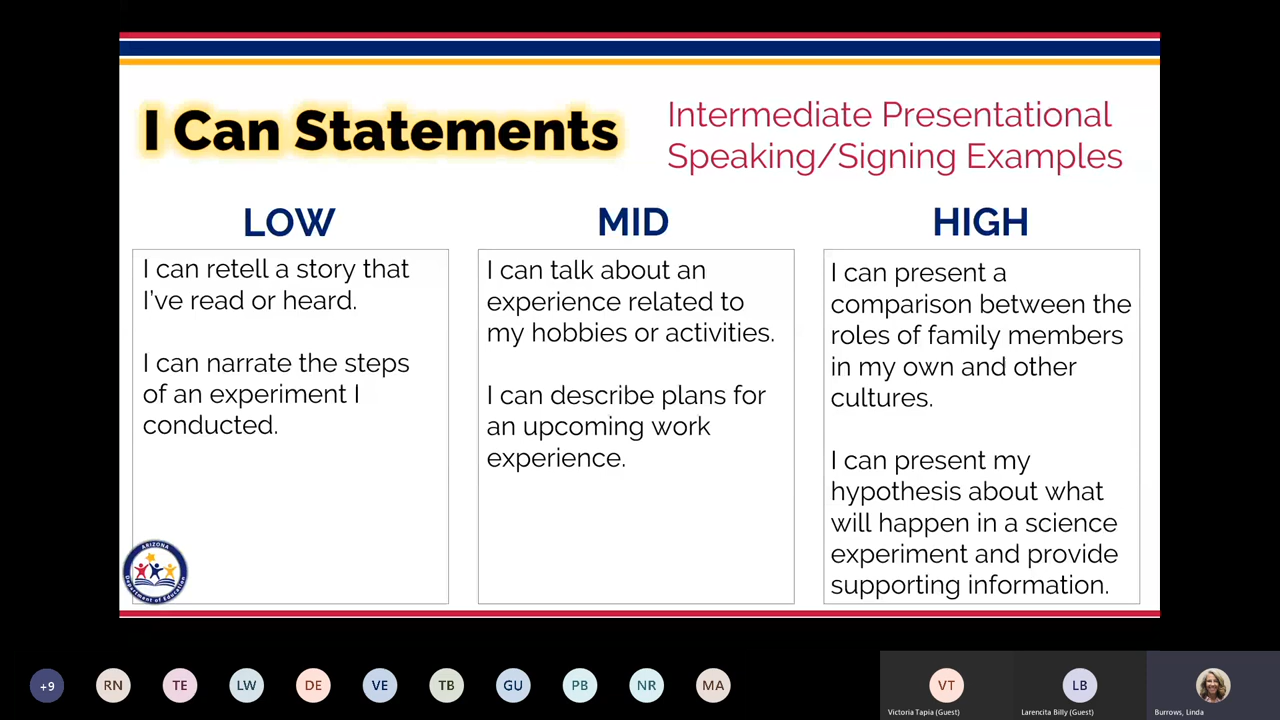 I Can Statements
Intermediate Presentational
Speaking/Signing Examples
LOW
I can retell a story that
I've read or heard.
I can narrate the steps
of an experiment I
conducted.
MID
I can talk about an
experience related to
my hobbies or activities.
I can describe plans for
an upcoming work
experience.
HIGH
I can present a
comparison between the
roles of family members
in my own and other
cultures.
I can present my
hypothesis about what
will happen in a science
experiment and provide
supporting information.
ARIZONA
Department of Education
+9
RN
TE
LW
DE
VE
TB
GU
PB
NR
MA
VT
Victoria Tapia (Guest)
LB
Larencita Billy (Guest)
Burrows, Linda